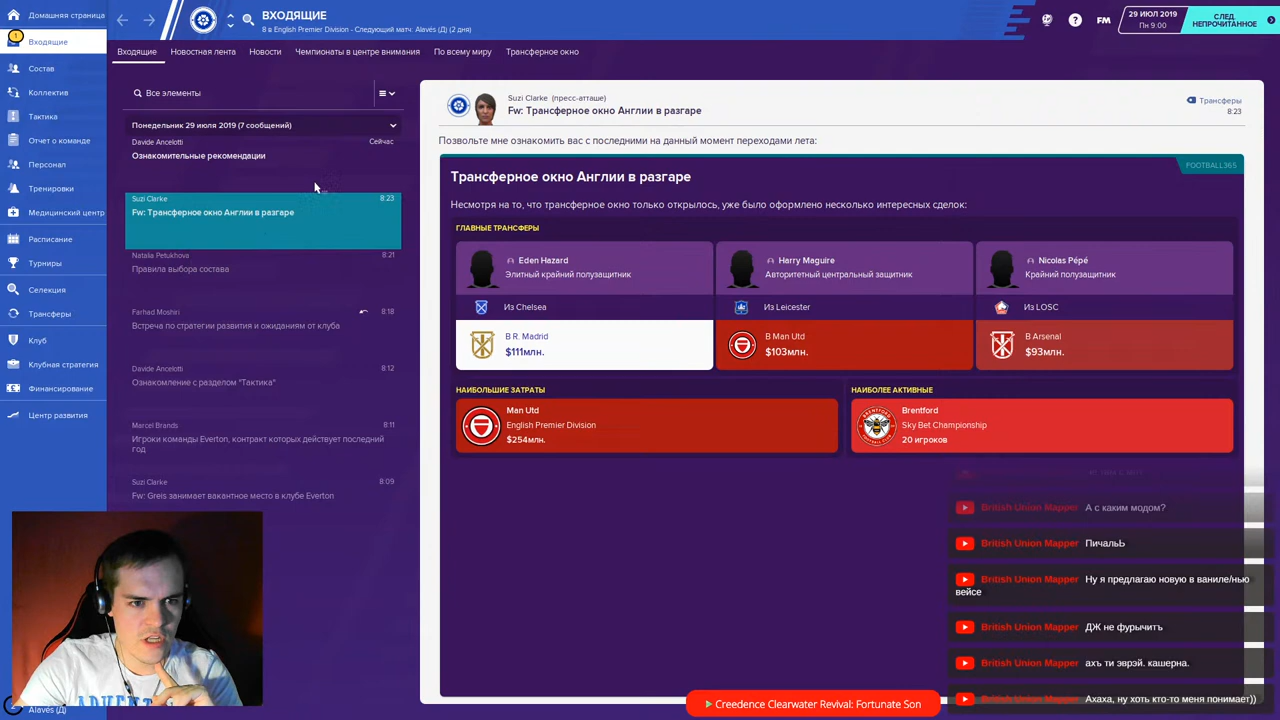 Домашняя страница
1
Входящие
Состав
Коллектив
Тактика
Отчет о команде
Персонал
Тренировки
Медицинский центр
Расписание
Турниры
Селекция
Трансферы
Клуб
Клубная стратегия
Финансирование
Центр развития
Alavés (Д)
ВХОДЯЩИЕ
8 в English Premier Division - Следующий матч: Alavés (Д) (2 дня)
FM
29 ИЮЛ 2019
Пн 9:00
СЛЕД.
НЕПРОЧИТАННОЕ
Входящие
Новостная лента
Новости
Чемпионаты в центре внимания
По всему миру
Трансферное окно
Все элементы
Понедельник 29 июля 2019 (7 сообщений)
Davide Ancelotti
Сейчас
Ознакомительные рекомендации
Suzi Clarke
8:23
Fw: Трансферное окно Англии в разгаре
Natalia Petukhova
8:21
Правила выбора состава
Farhad Moshiri
8:18
Встреча по стратегии развития и ожиданиям от клуба
Davide Ancelotti
8:12
Ознакомление с разделом "Тактика"
Marcel Brands
8:11
Игроки команды Everton, контракт которых действует последний
год
Suzi Clarke
8:09
Fw: Greis занимает вакантное место в клубе Everton
Suzi Clarke (пресс-атташе)
Fw: Трансферное окно Англии в разгаре
Трансферы
8:23
Позвольте мне ознакомить вас с последними на данный момент переходами лета:
FOOTBALL365
Трансферное окно Англии в разгаре
Несмотря на то, что трансферное окно только открылось, уже было оформлено несколько интересных сделок:
ГЛАВНЫЕ ТРАНСФЕРЫ
Eden Hazard
Элитный крайний полузащитник
Из Chelsea
В R. Madrid
$111млн.
Harry Maguire
Авторитетный центральный защитник
Из Leicester
В Man Utd
$103млн.
Nicolas Pépé
Крайний полузащитник
Из LOSC
В Arsenal
$93млн.
НАИБОЛЬШИЕ ЗАТРАТЫ
Man Utd
English Premier Division
$254млн.
НАИБОЛЕЕ АКТИВНЫЕ
BRENTFORD
Brentford
Sky Bet Championship
20 игроков
British Union Mapper А с каким модом?
British Union Mapper ПичальЬ
British Union Mapper Ну я предлагаю новую в ваниле/нью
вейсе
British Union Mapper ДЖ не фурычитъ
British Union Mapper ахъ ти эврэй. кашерна.
British Union Mapper Ахаха, ну хоть кто-то меня понимает))
Creedence Clearwater Revival: Fortunate Son